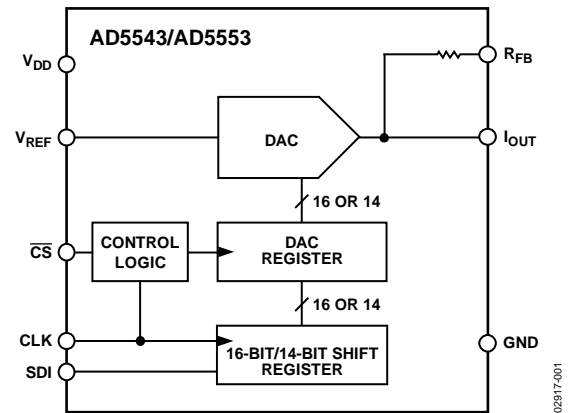 AD5543/AD5553
VDD
RFB
VREF
DAC
IOUT
16 OR 14
CS
CONTROL
LOGIC
DAC
REGISTER
16 OR 14
CLK
16-BIT/14-BIT SHIFT
REGISTER
GND
SDI
02917-001